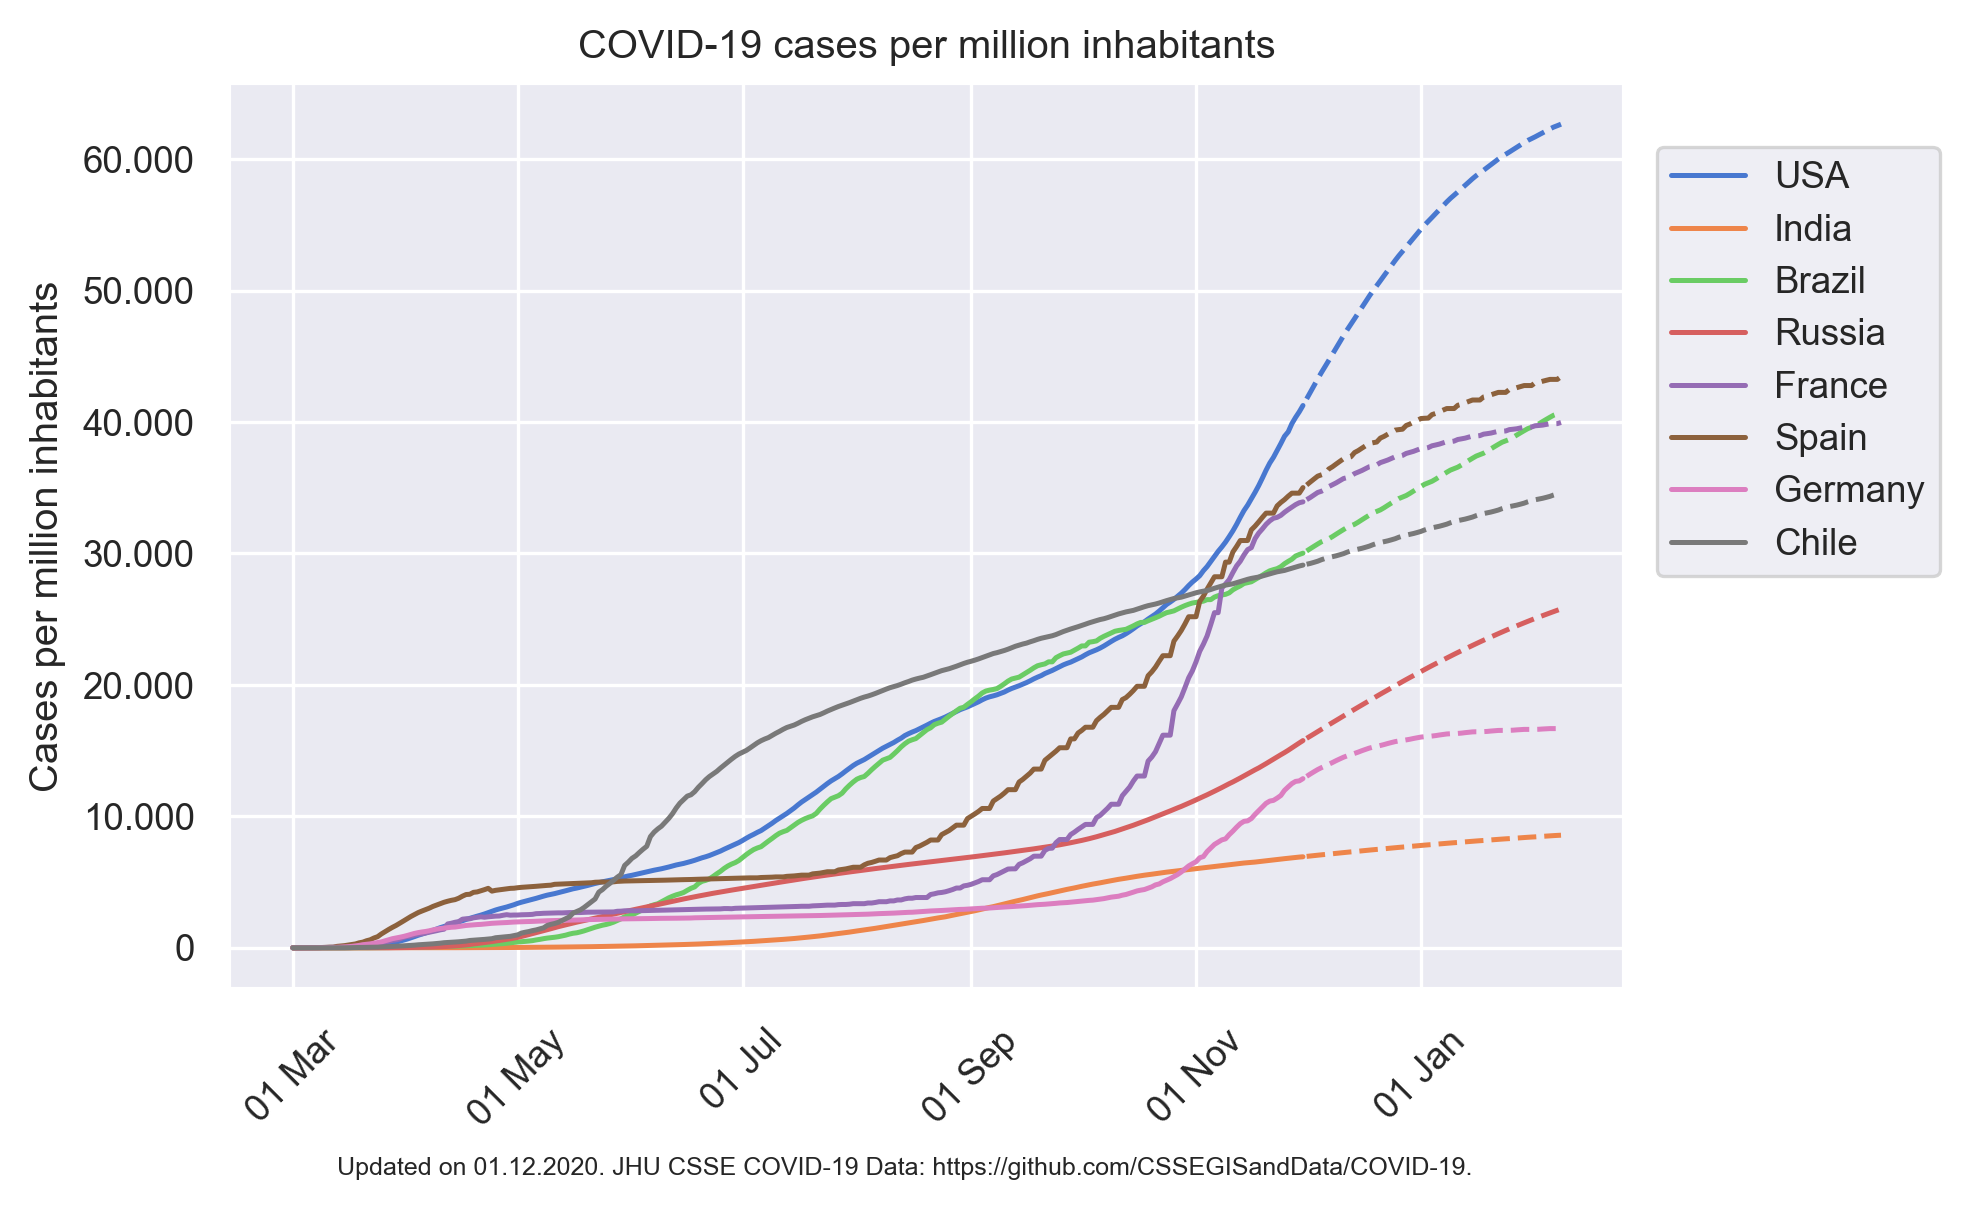 COVID-19 cases per million inhabitants
Cases per million inhabitants
60.000
50.000
40.000
30.000
20.000
10.000
0
01 Mar
01 May
01 Jul
01 Sep
01 Nov
01 Jan
USA
India
Brazil
Russia
France
Spain
Germany
Chile
Updated on 01.12.2020. JHU CSSE COVID-19 Data: https://github.com/CSSEGISandData/COVID-19.